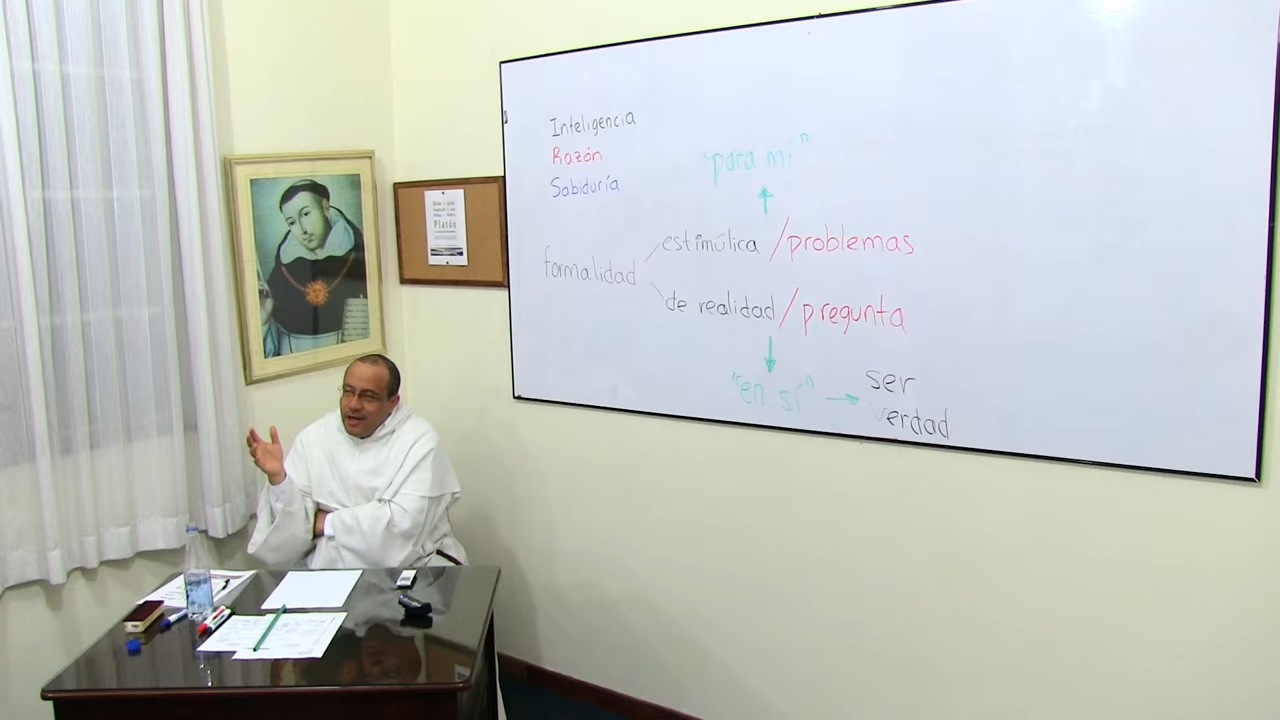 Inteligencia
Razón
Sabiduría
"para mí"
estimúlica / problemas
formalidad
de realidad / pregunta
"en sí" → ser
verdad
Platón